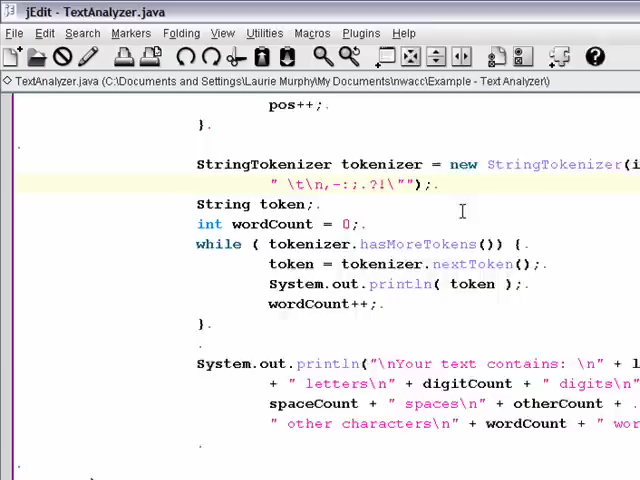 jEdit - TextAnalyzer.java
File Edit Search Markers Folding View Utilities Macros Plugins Help
TextAnalyzer.java (C:\Documents and Settings\Laurie Murphy\My Documents\nwacc\Example - Text Analyzer\)
pos++;.
}.
.
StringTokenizer tokenizer = new StringTokenizer(i
" \t\n,-:;.?!\"");.
String token;.
int wordCount = 0;.
while ( tokenizer.hasMoreTokens()) {.
token = tokenizer.nextToken();.
System.out.println( token );.
wordCount++;.
}.
.
System.out.println("\nYour text contains: \n" + l
+ " letters\n" + digitCount + " digits\n"
spaceCount + " spaces\n" + otherCount + .
" other characters\n" + wordCount + " wor
.
.